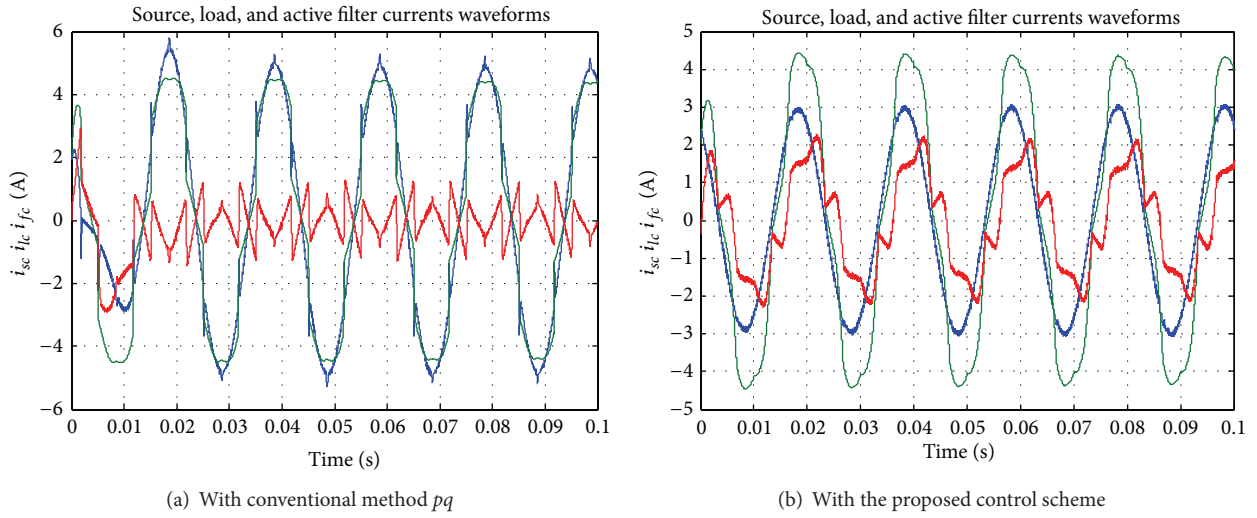 Source, load, and active filter currents waveforms
6
4
2
0
−2
−4
−6
i_sc i_lc i_fc (A)
0 0.01 0.02 0.03 0.04 0.05 0.06 0.07 0.08 0.09 0.1
Time (s)
(a) With conventional method pq
Source, load, and active filter currents waveforms
5
4
3
2
1
0
−1
−2
−3
−4
−5
i_sc i_lc i_fc (A)
0 0.01 0.02 0.03 0.04 0.05 0.06 0.07 0.08 0.09 0.1
Time (s)
(b) With the proposed control scheme